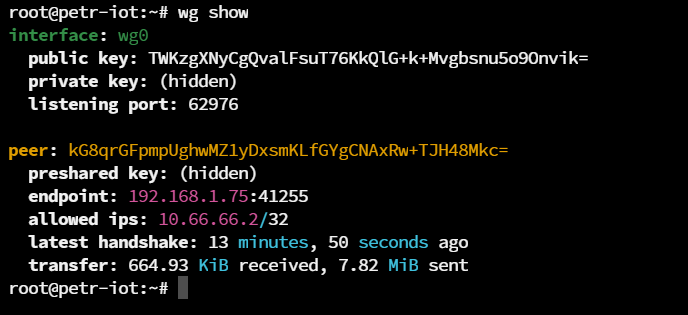 root@petr-iot:~# wg show
interface: wg0
public key: TWKzgXNyCgQvalFsuT76KkQlG+k+Mvgbsnu5o9Onvik=
private key: (hidden)
listening port: 62976
peer: kG8qrGFpmpUghwMZ1yDxsmKLfGYgCNAxRw+TJH48Mkc=
preshared key: (hidden)
endpoint: 192.168.1.75:41255
allowed ips: 10.66.66.2/32
latest handshake: 13 minutes, 50 seconds ago
transfer: 664.93 KiB received, 7.82 MiB sent
root@petr-iot:~#